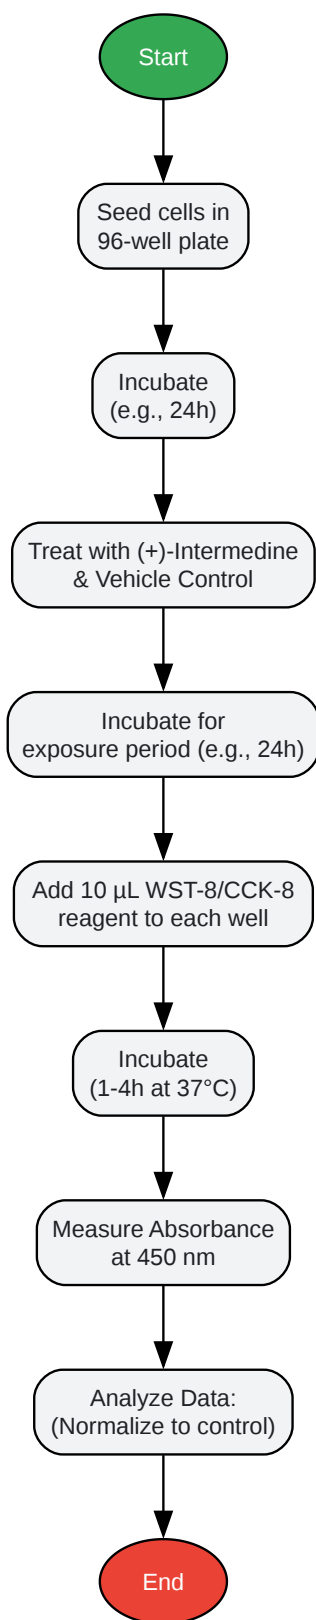 Start
Seed cells in
96-well plate
Incubate
(e.g., 24h)
Treat with (+)-Intermedine
& Vehicle Control
Incubate for
exposure period (e.g., 24h)
Add 10 µL WST-8/CCK-8
reagent to each well
Incubate
(1-4h at 37°C)
Measure Absorbance
at 450 nm
Analyze Data:
(Normalize to control)
End